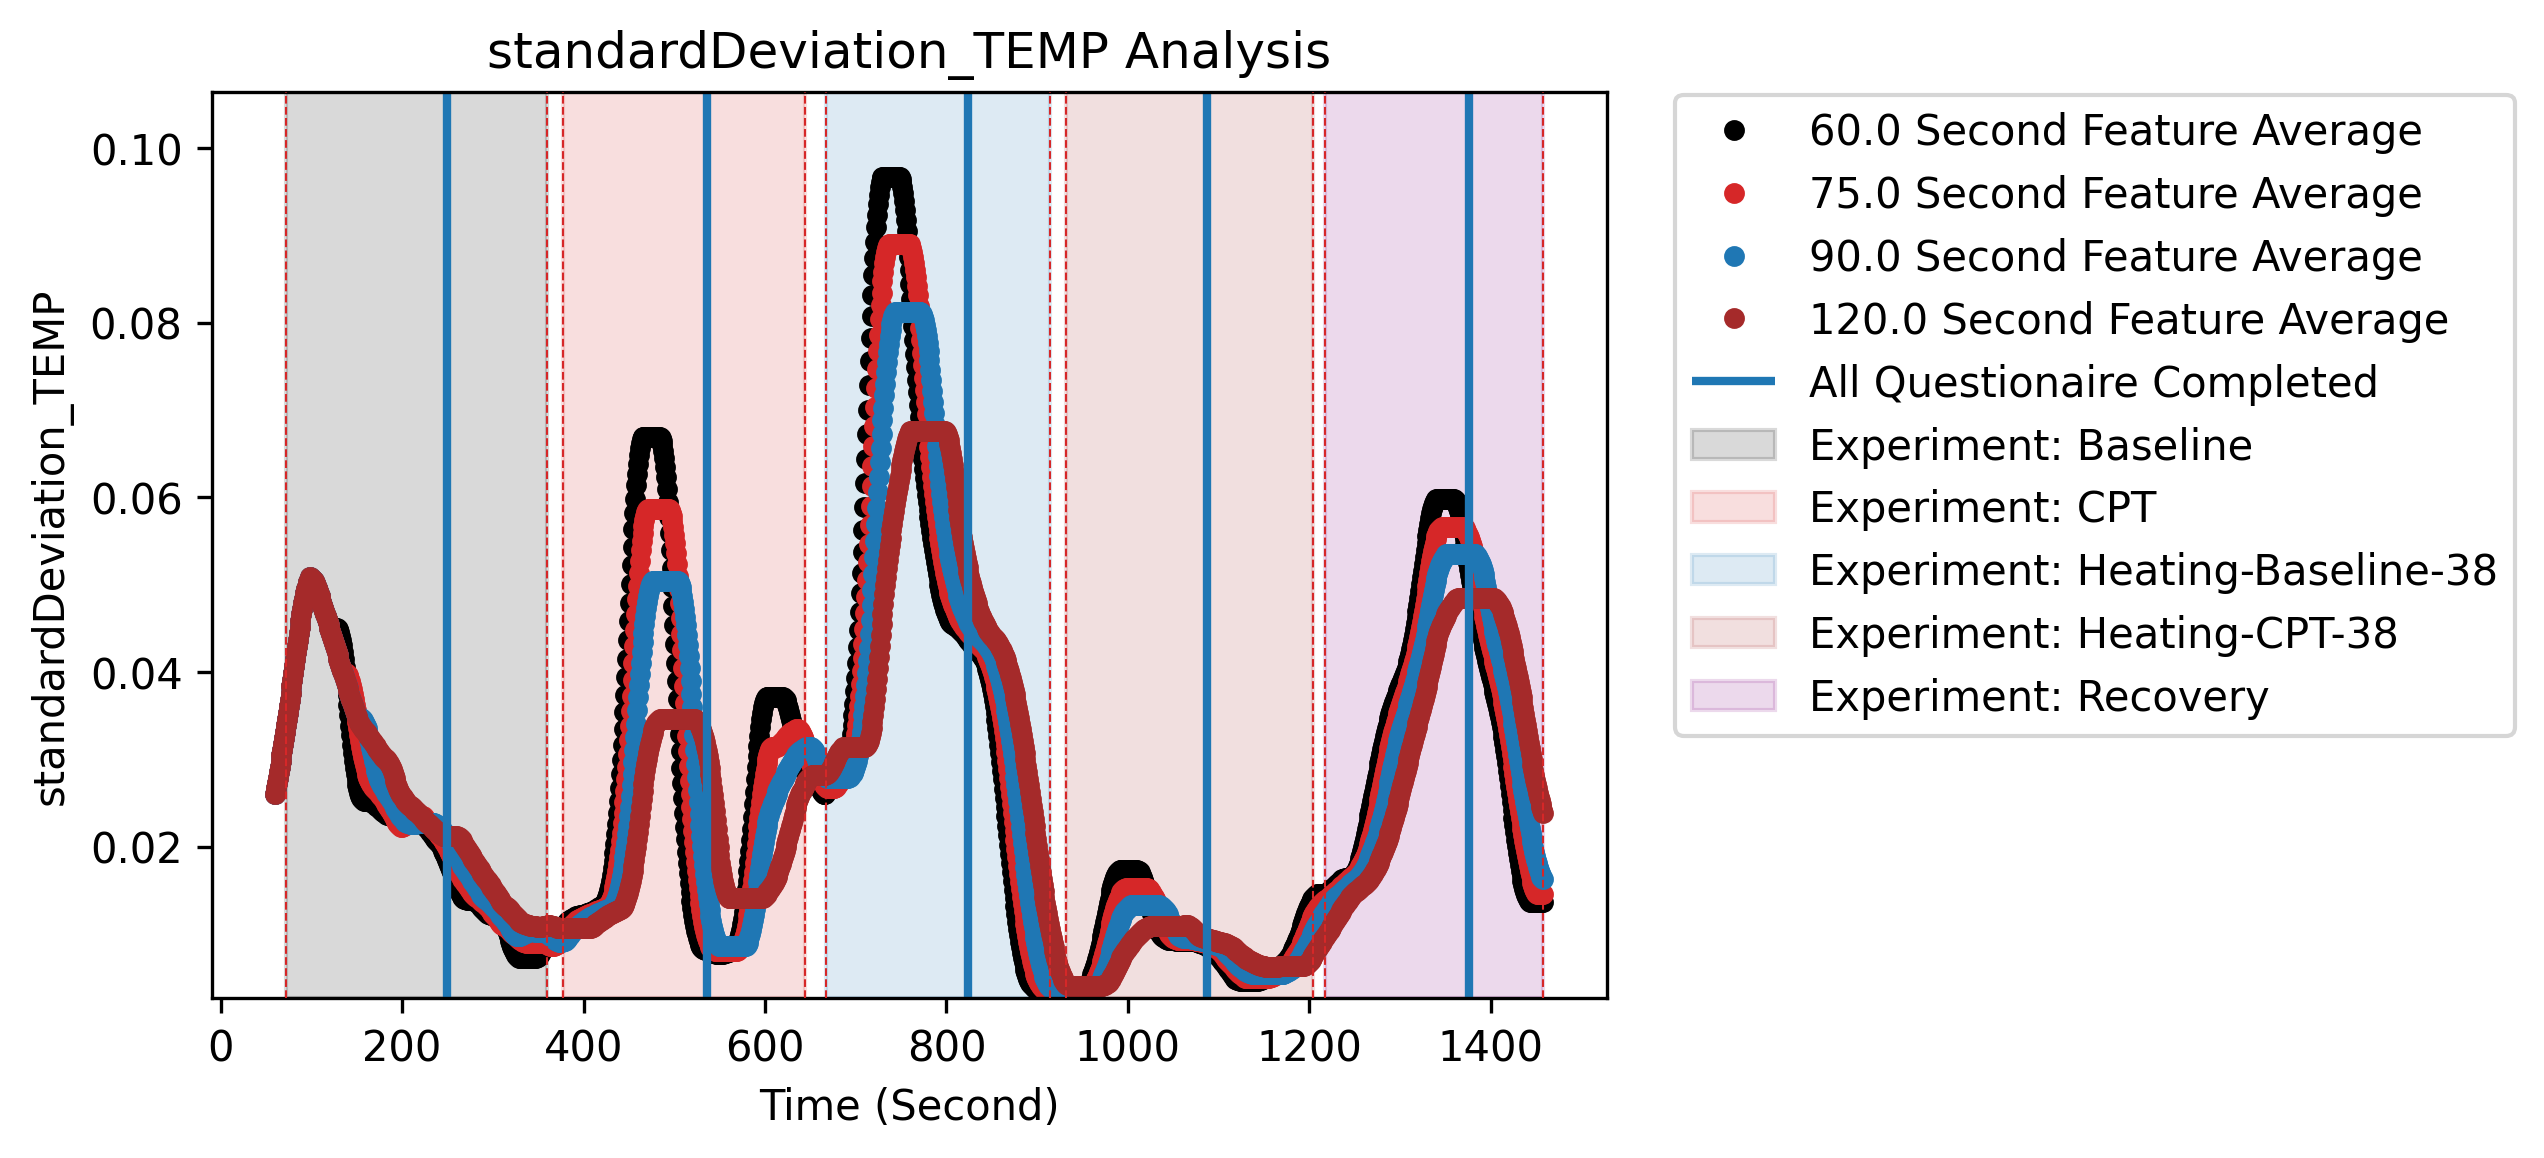 standardDeviation_TEMP Analysis
standardDeviation_TEMP
0.10
0.08
0.06
0.04
0.02
0 200 400 600 800 1000 1200 1400
Time (Second)
60.0 Second Feature Average
75.0 Second Feature Average
90.0 Second Feature Average
120.0 Second Feature Average
All Questionaire Completed
Experiment: Baseline
Experiment: CPT
Experiment: Heating-Baseline-38
Experiment: Heating-CPT-38
Experiment: Recovery